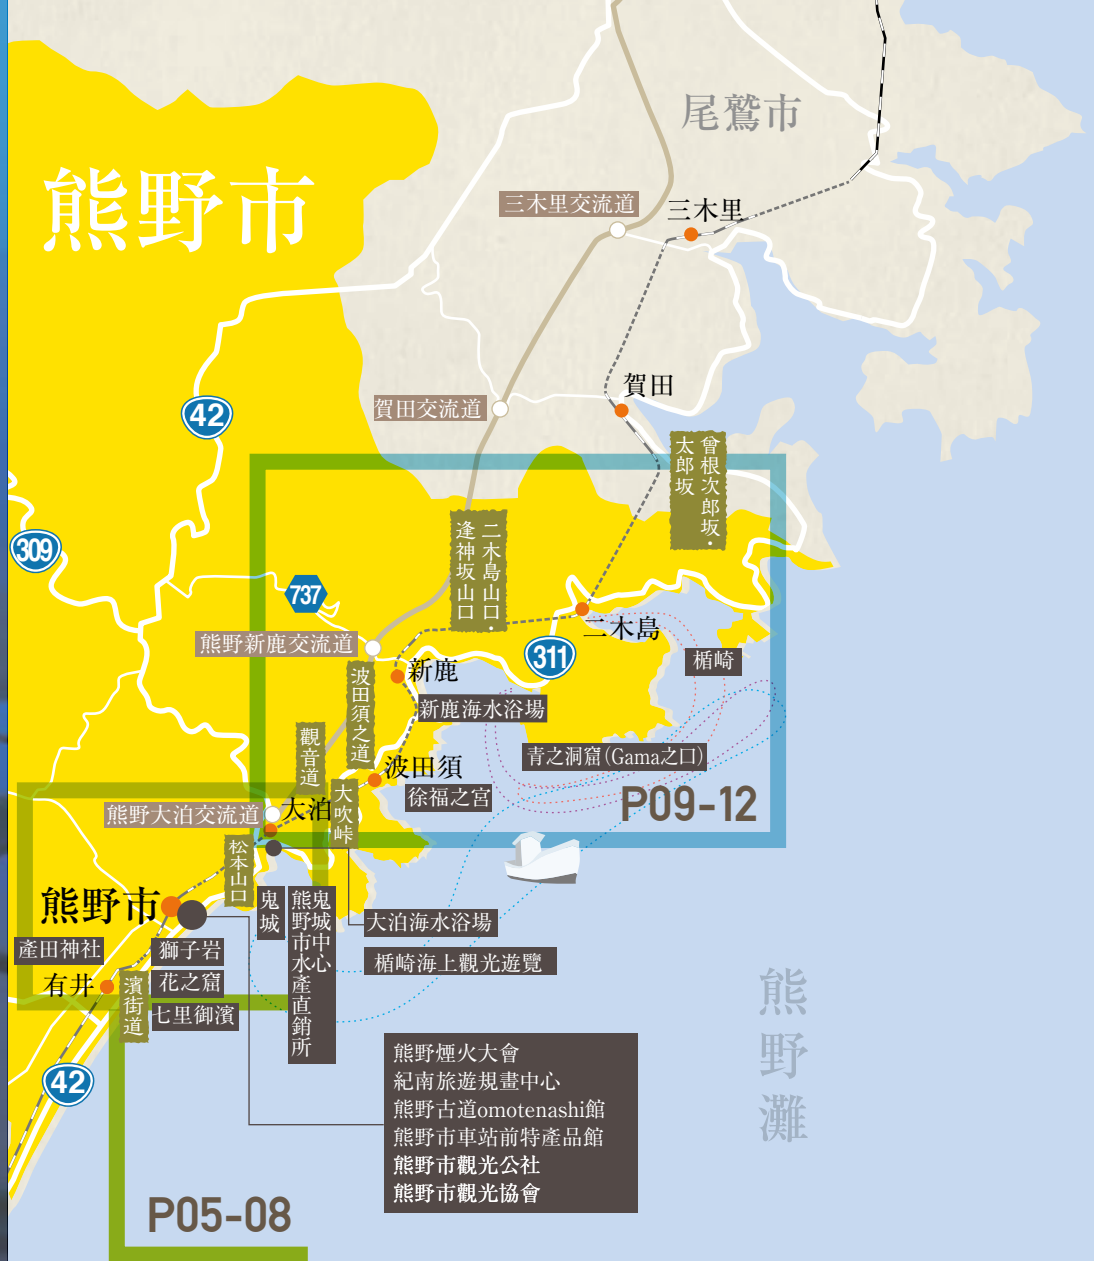 尾鷲市
熊野市
三木里交流道
三木里
賀田
賀田交流道
42
曾根次郎坂・
太郎坂
309
二木島山口・
逢神坂山口
737
二木島
熊野新鹿交流道
311
楯崎
新鹿
波田須之道
新鹿海水浴場
觀音道
青之洞窟(Gama之口)
波田須
徐福之宮
P09-12
大吹峠
熊野大泊交流道
大泊
松本山口
熊野市
鬼城
鬼城中心
熊野市水產直銷所
大泊海水浴場
產田神社
獅子岩
楯崎海上觀光遊覽
有井
花之窟
濱街道
七里御濱
熊野灘
42
熊野煙火大會
紀南旅遊規畫中心
熊野古道omotenashi館
熊野市車站前特產品館
熊野市觀光公社
熊野市觀光協會
P05-08